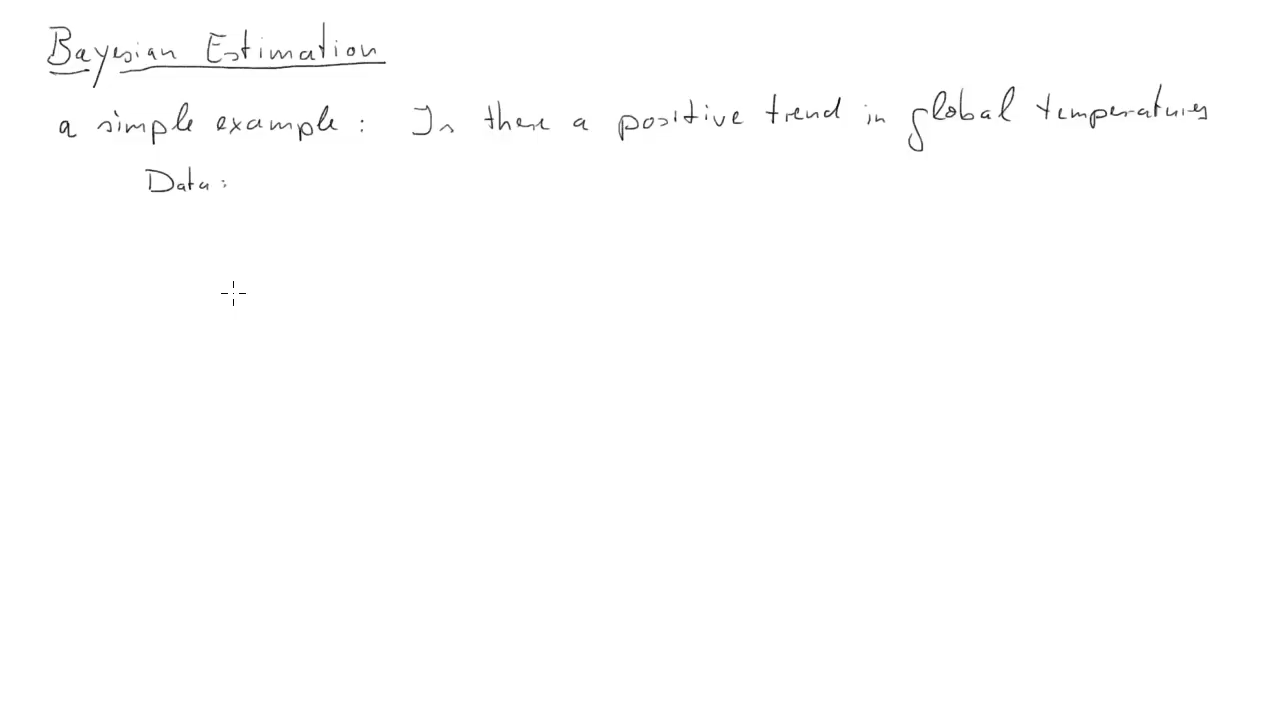 Bayesian Estimation
a simple example: Is there a positive trend in global temperatures
Data: